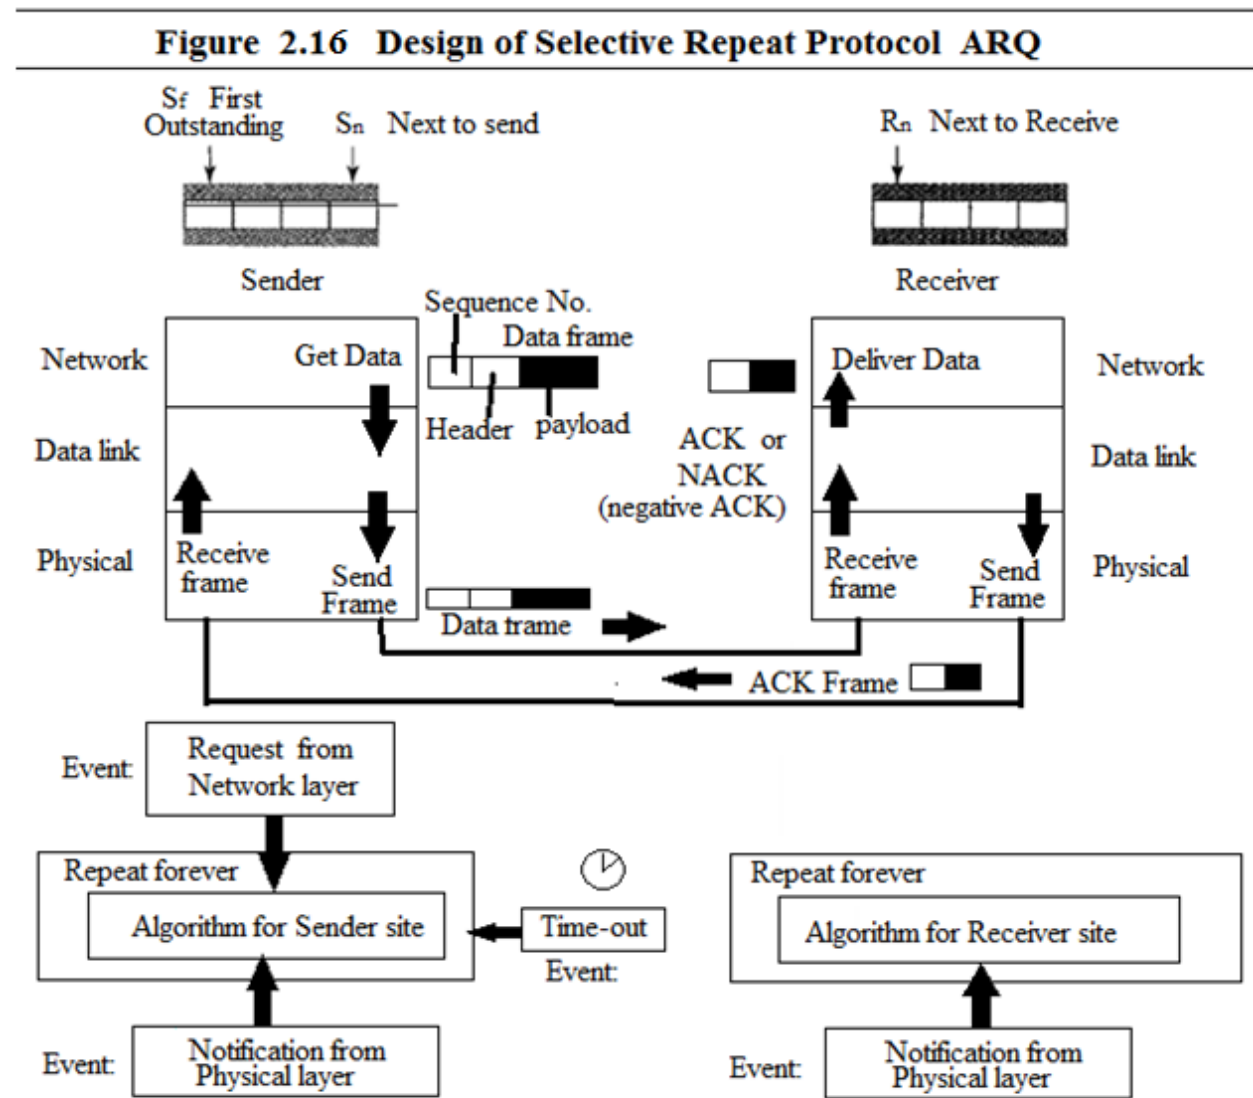 Figure 2.16 Design of Selective Repeat Protocol ARQ
Sf First
Outstanding
Sn Next to send
Rn Next to Receive
Sender
Receiver
Sequence No.
Data frame
Network
Get Data
Deliver Data
Network
Header
payload
Data link
ACK or
NACK
(negative ACK)
Data link
Physical
Receive
frame
Send
Frame
Receive
frame
Send
Frame
Physical
Data frame
ACK Frame
Event:
Request from
Network layer
Repeat forever
Algorithm for Sender site
Time-out
Event:
Repeat forever
Algorithm for Receiver site
Event:
Notification from
Physical layer
Event:
Notification from
Physical layer